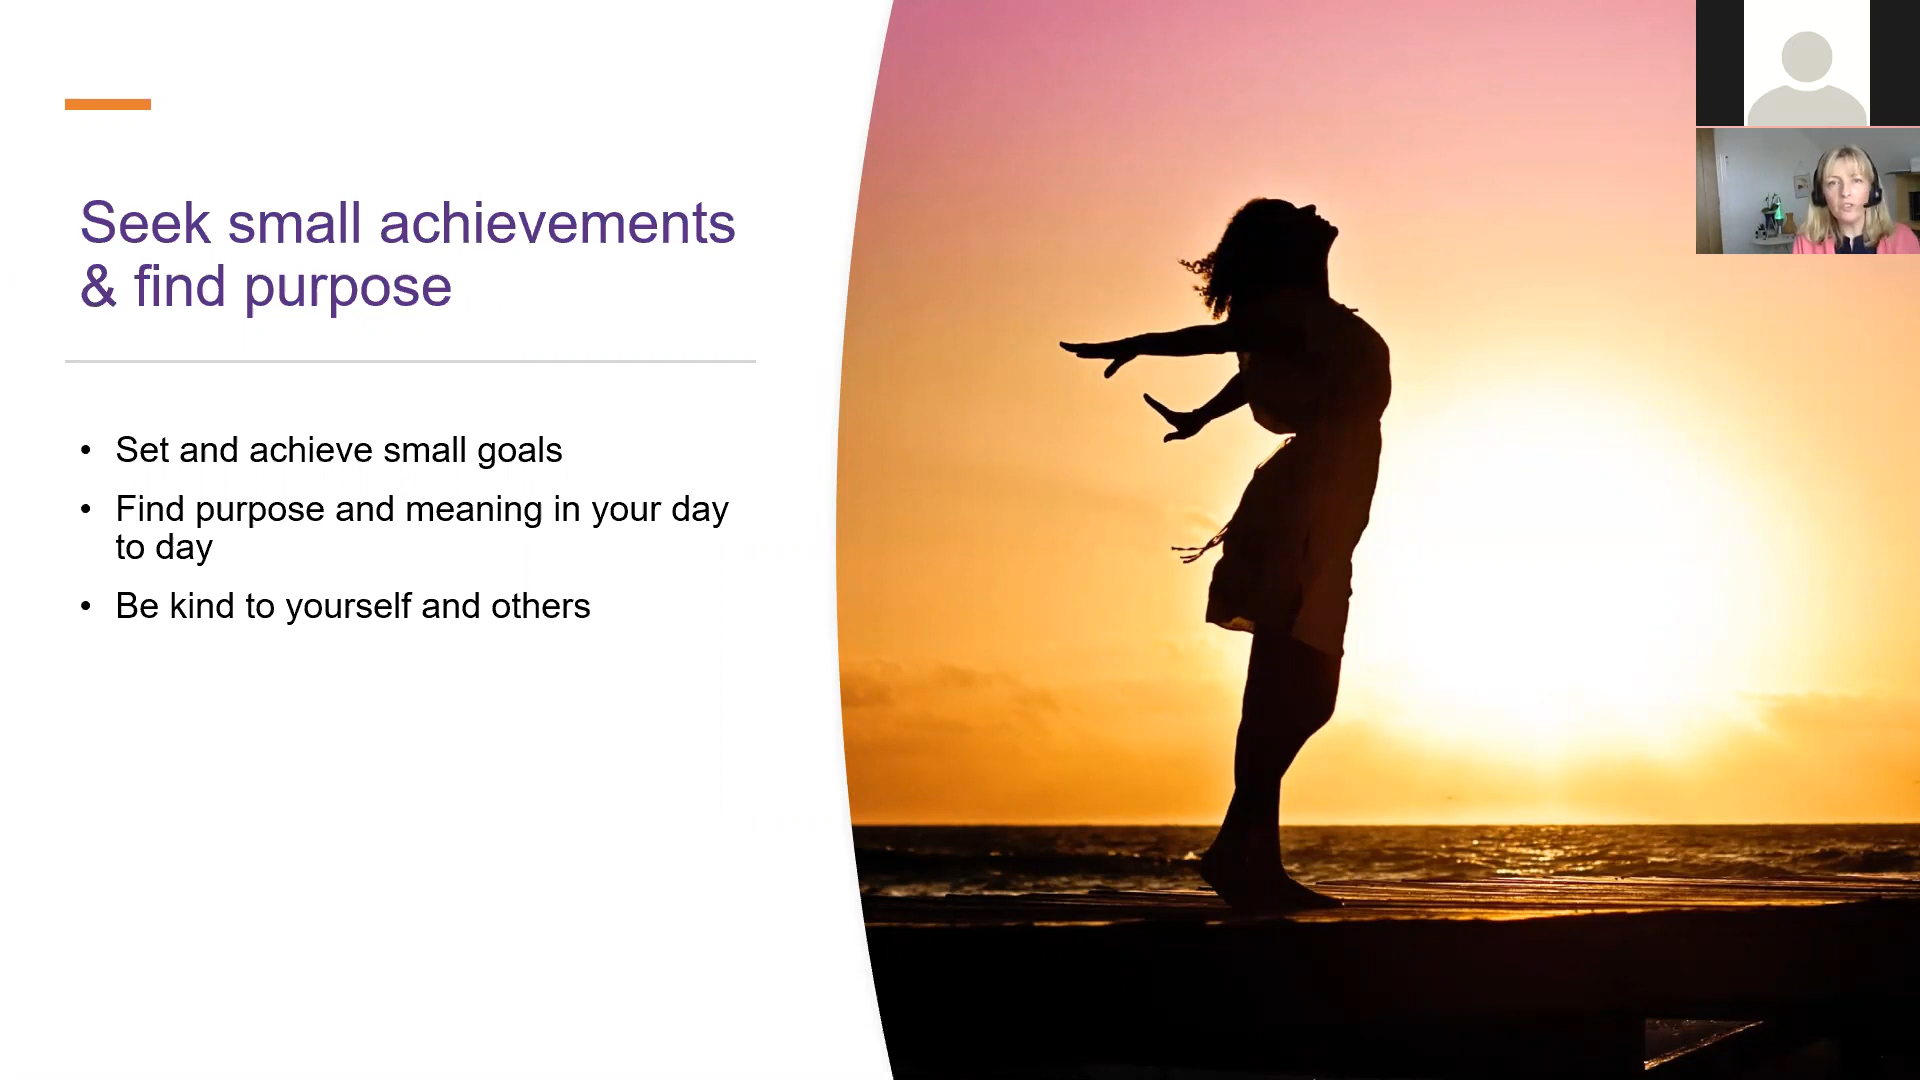 Seek small achievements
& find purpose
• Set and achieve small goals
• Find purpose and meaning in your day
to day
• Be kind to yourself and others